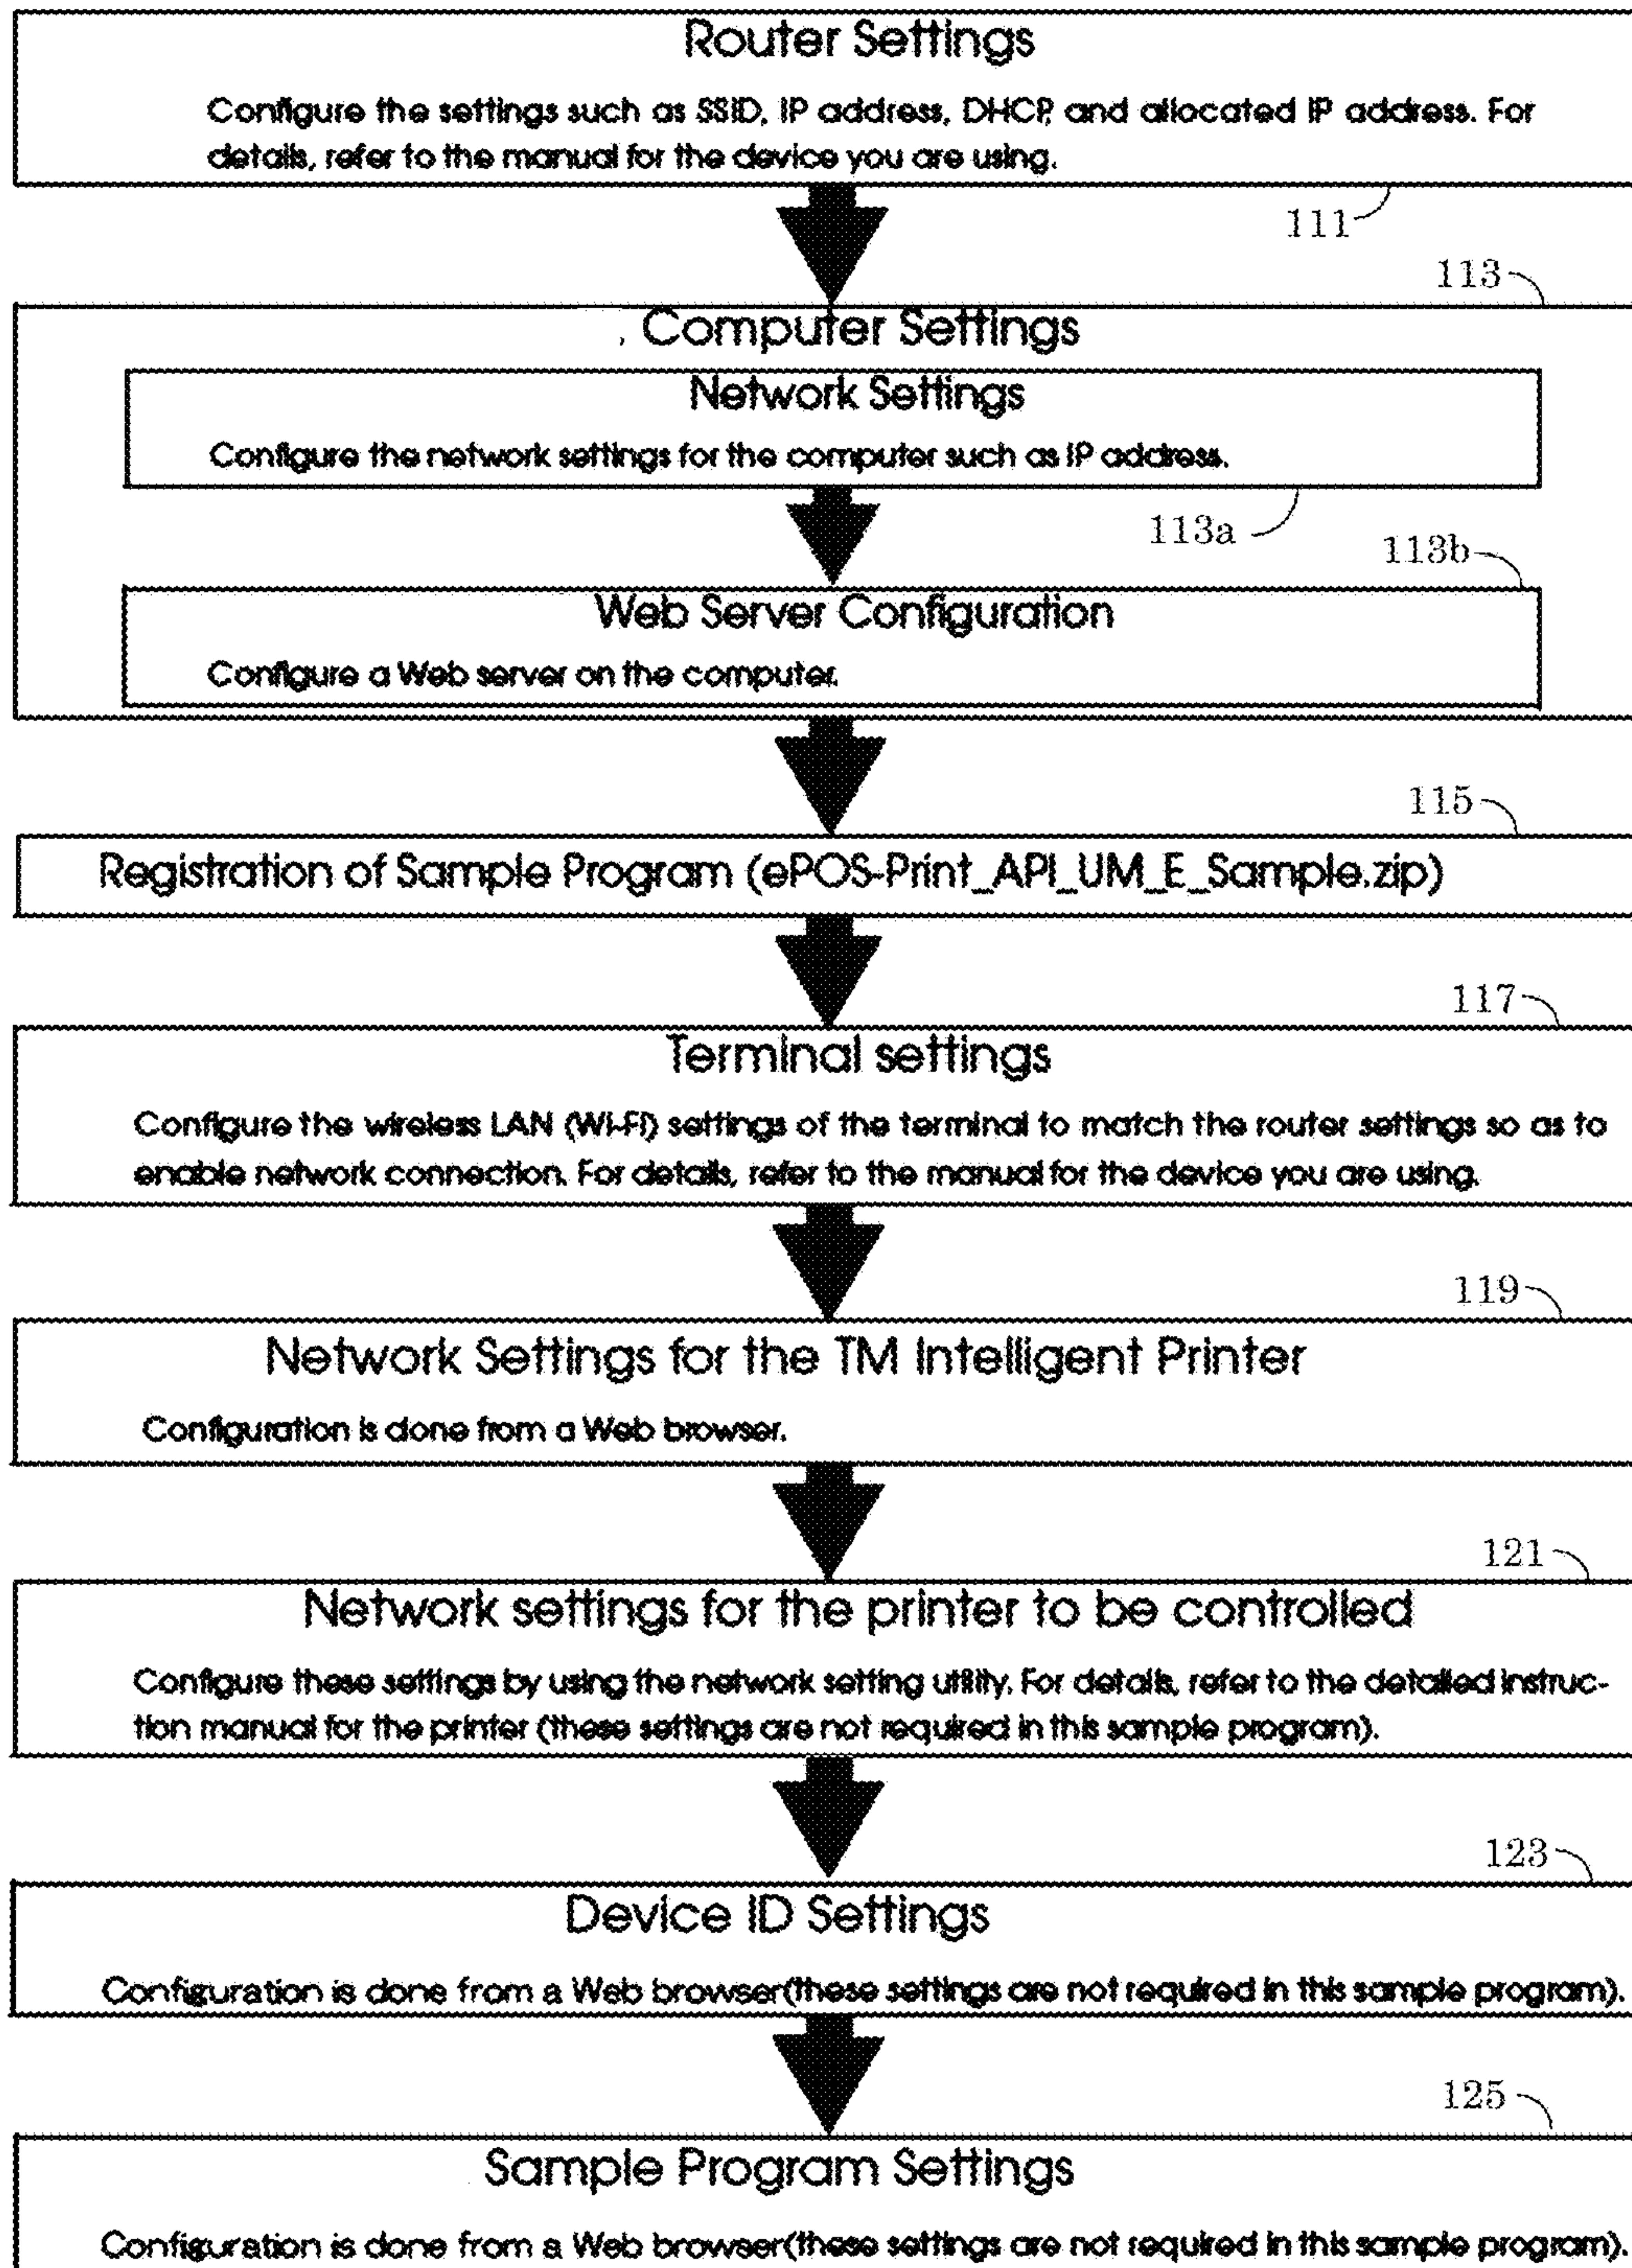 Router Settings
Configure the settings such as SSID, IP address, DHCP, and allocated IP address. For
details, refer to the manual for the device you are using.
111
113
Computer Settings
Network Settings
Configure the network settings for the computer such as IP address.
113a
113b
Web Server Configuration
Configure a Web server on the computer.
115
Registration of Sample Program (ePOS-Print_API_UM_E_Sample.zip)
117
Terminal settings
Configure the wireless LAN (Wi-Fi) settings of the terminal to match the router settings so as to
enable network connection. For details, refer to the manual for the device you are using.
119
Network Settings for the TM Intelligent Printer
Configuration is done from a Web browser.
121
Network settings for the printer to be controlled
Configure these settings by using the network setting utility. For details, refer to the detailed instruc-
tion manual for the printer (these settings are not required in this sample program).
123
Device ID Settings
Configuration is done from a Web browser(these settings are not required in this sample program).
125
Sample Program Settings
Configuration is done from a Web browser(these settings are not required in this sample program).